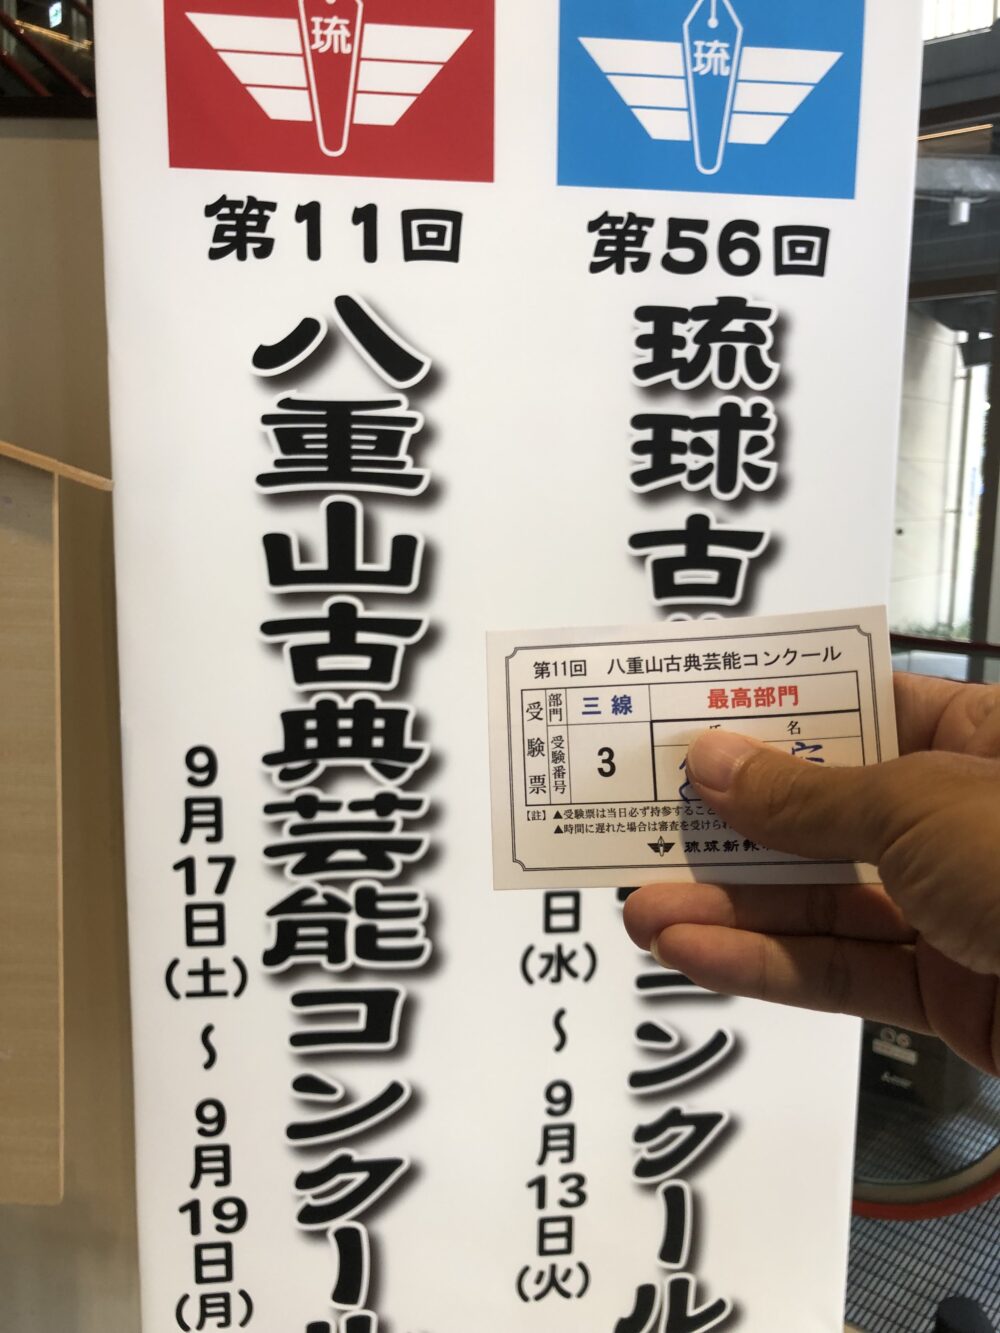 琉
琉
第11回
八重山古典芸能コンクール
9月17日(土)〜9月19日(月)
第56回
琉球古
ンクール
日(水)〜9月13日(火)
第11回 八重山古典芸能コンクール
受験票
部門
三線
最高部門
受験番号
3
氏 名
【註】▲受験票は当日必ず持参すること
▲時間に遅れた場合は審査を受けられ
琉球新報